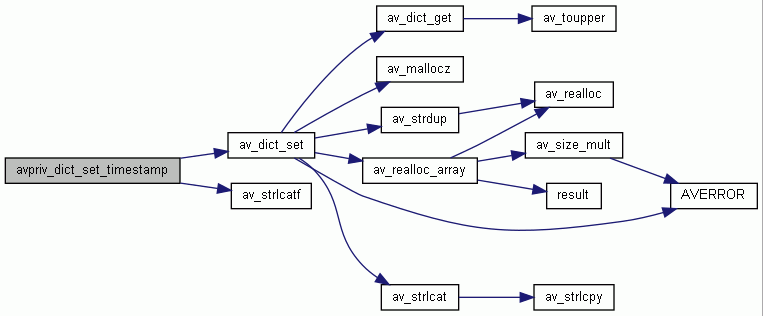 av_dict_get
av_toupper
av_mallocz
av_realloc
av_strdup
av_dict_set
av_size_mult
avpriv_dict_set_timestamp
av_realloc_array
av_strlcatf
result
AVERROR
av_strlcat
av_strlcpy